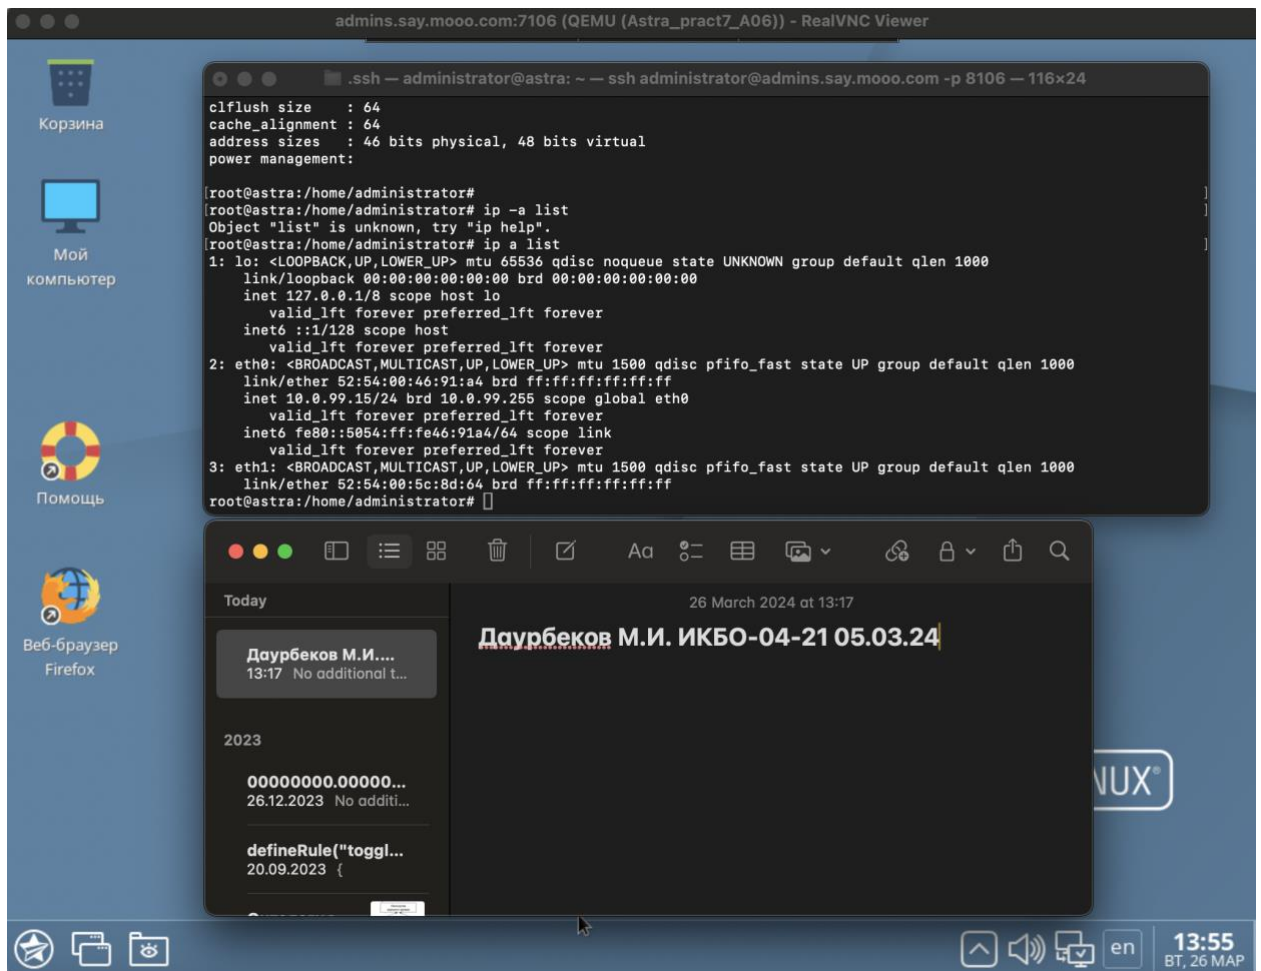 admins.say.mooo.com:7106 (QEMU (Astra_pract7_A06)) - RealVNC Viewer
Корзина
Мой
компьютер
Помощь
Веб-браузер
Firefox
.ssh — administrator@astra: ~ — ssh administrator@admins.say.mooo.com -p 8106 — 116×24
clflush size    : 64
cache_alignment : 64
address sizes   : 46 bits physical, 48 bits virtual
power management:
[root@astra:/home/administrator# ]
[root@astra:/home/administrator# ip -a list ]
Object "list" is unknown, try "ip help".
[root@astra:/home/administrator# ip a list ]
1: lo: <LOOPBACK,UP,LOWER_UP> mtu 65536 qdisc noqueue state UNKNOWN group default qlen 1000
link/loopback 00:00:00:00:00:00 brd 00:00:00:00:00:00
inet 127.0.0.1/8 scope host lo
valid_lft forever preferred_lft forever
inet6 ::1/128 scope host
valid_lft forever preferred_lft forever
2: eth0: <BROADCAST,MULTICAST,UP,LOWER_UP> mtu 1500 qdisc pfifo_fast state UP group default qlen 1000
link/ether 52:54:00:46:91:a4 brd ff:ff:ff:ff:ff:ff
inet 10.0.99.15/24 brd 10.0.99.255 scope global eth0
valid_lft forever preferred_lft forever
inet6 fe80::5054:ff:fe46:91a4/64 scope link
valid_lft forever preferred_lft forever
3: eth1: <BROADCAST,MULTICAST,UP,LOWER_UP> mtu 1500 qdisc pfifo_fast state UP group default qlen 1000
link/ether 52:54:00:5c:8d:64 brd ff:ff:ff:ff:ff:ff
root@astra:/home/administrator#
Aa
Today
Даурбеков М.И....
13:17 No additional t...
2023
00000000.00000...
26.12.2023 No additi...
defineRule("toggl...
20.09.2023 {
26 March 2024 at 13:17
Даурбеков М.И. ИКБО-04-21 05.03.24
NUX®
en
13:55
ВТ, 26 МАР